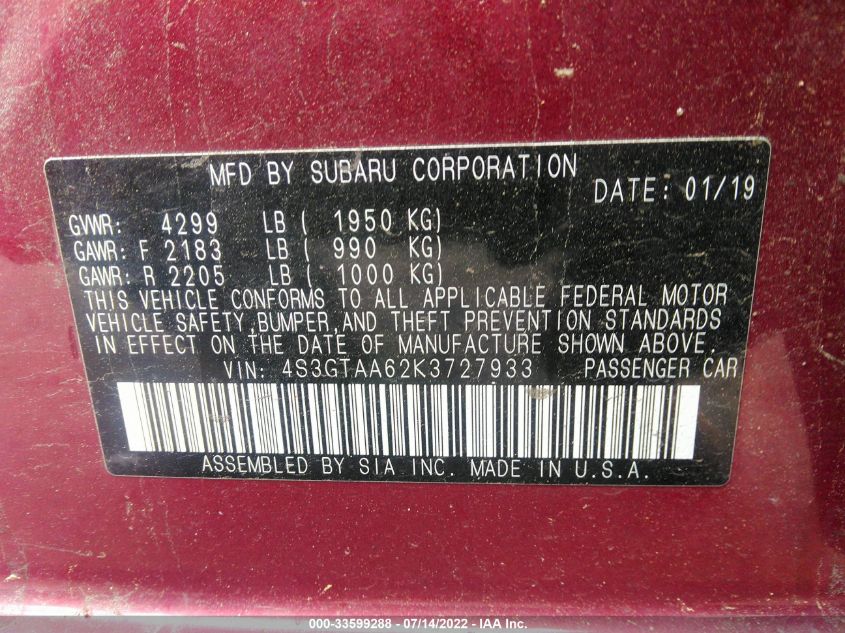 MFD BY SUBARU CORPORATION
DATE: 01/19
GVWR: 4299 LB ( 1950 KG)
GAWR: F 2183 LB ( 990 KG)
GAWR: R 2205 LB ( 1000 KG)
THIS VEHICLE CONFORMS TO ALL APPLICABLE FEDERAL MOTOR
VEHICLE SAFETY, BUMPER, AND THEFT PREVENTION STANDARDS
IN EFFECT ON THE DATE OF MANUFACTURE SHOWN ABOVE.
VIN: 4S3GTAA62K3727933 PASSENGER CAR
ASSEMBLED BY SIA INC. MADE IN U.S.A.
000-33599288 - 07/14/2022 - IAA Inc.